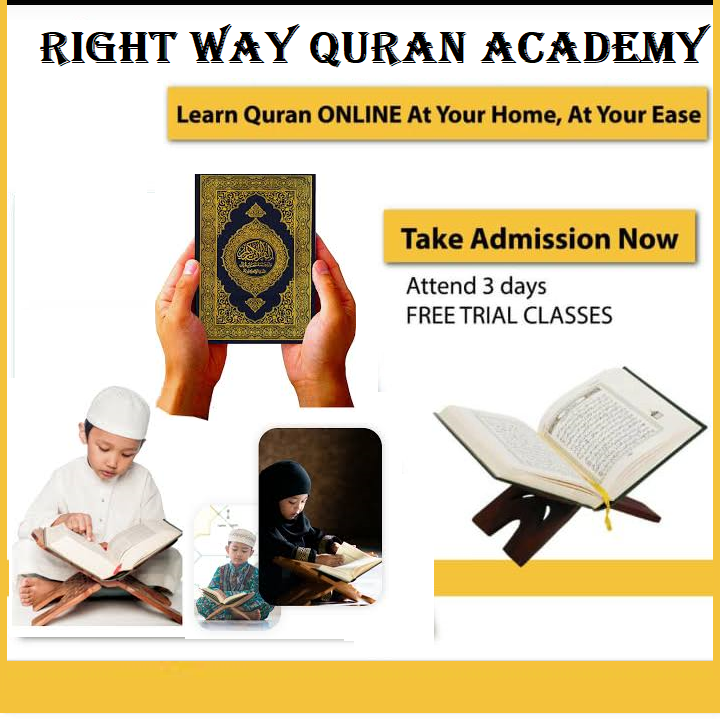 RIGHT WAY QURAN ACADEMY
Learn Quran ONLINE At Your Home, At Your Ease
Take Admission Now
Attend 3 days
FREE TRIAL CLASSES